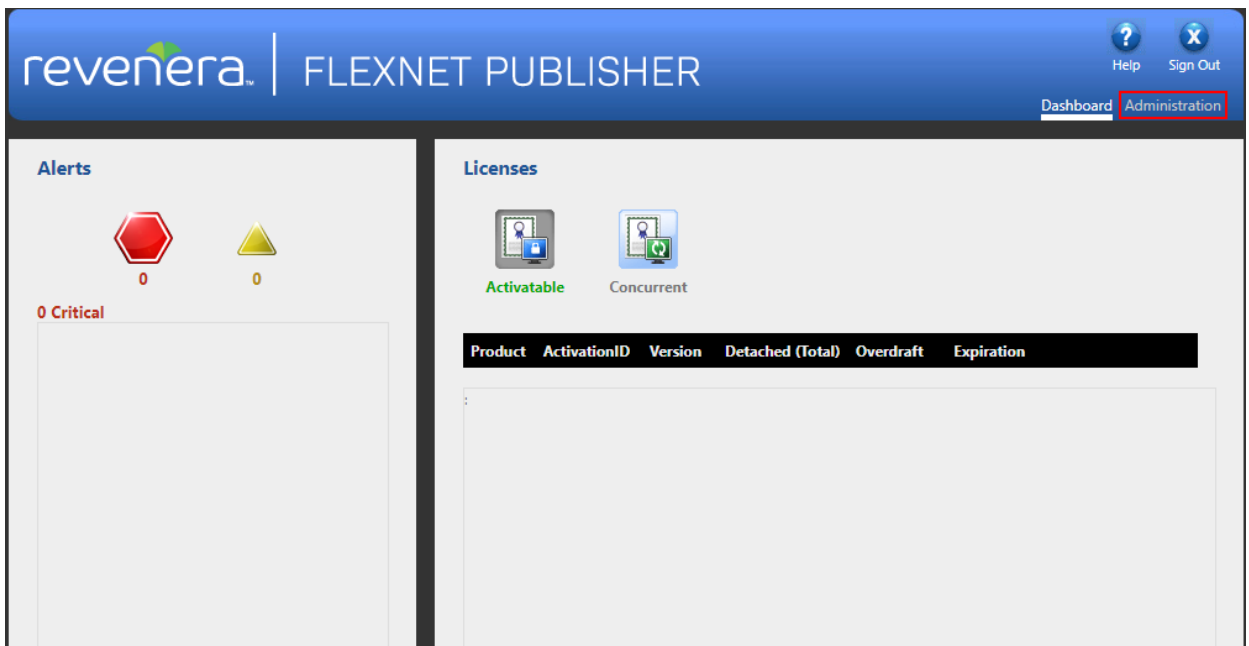 revenera.™ FLEXNET PUBLISHER
? X
Help Sign Out
Dashboard Administration
Alerts
0 0
0 Critical
Licenses
Activatable Concurrent
Product ActivationID Version Detached (Total) Overdraft Expiration
: